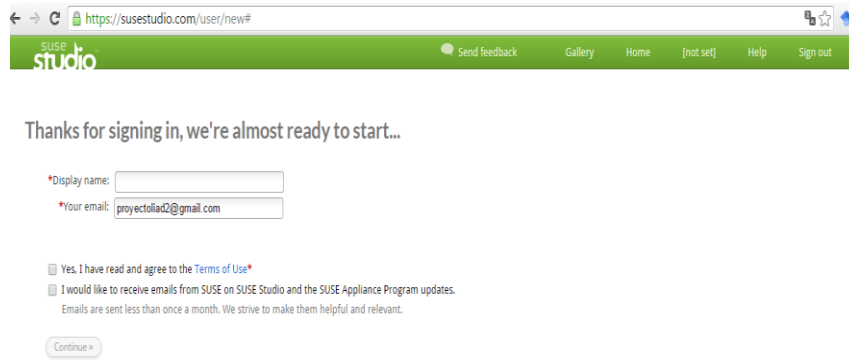 https://susestudio.com/user/new#
suse studio Send feedback Gallery Home [not set] Help Sign out
Thanks for signing in, we're almost ready to start...
*Display name:
*Your email: proyectoliad2@gmail.com
Yes, I have read and agree to the Terms of Use*
I would like to receive emails from SUSE on SUSE Studio and the SUSE Appliance Program updates.
Emails are sent less than once a month. We strive to make them helpful and relevant.
Continue »